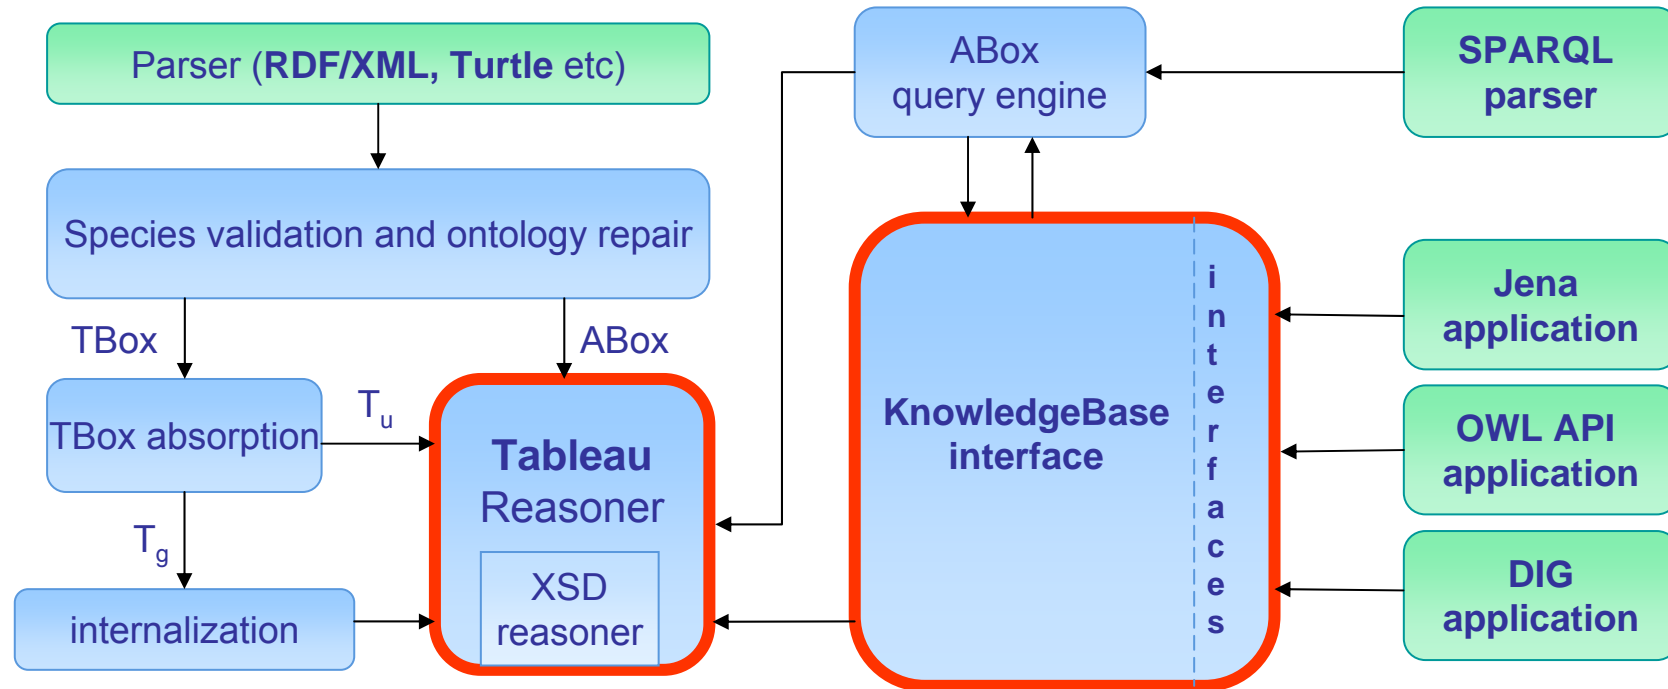 Parser (RDF/XML, Turtle etc)
Species validation and ontology repair
TBox
ABox
TBox absorption
Tu
Tg
internalization
Tableau
Reasoner
XSD
reasoner
ABox
query engine
KnowledgeBase
interface
interfaces
SPARQL
parser
Jena
application
OWL API
application
DIG
application